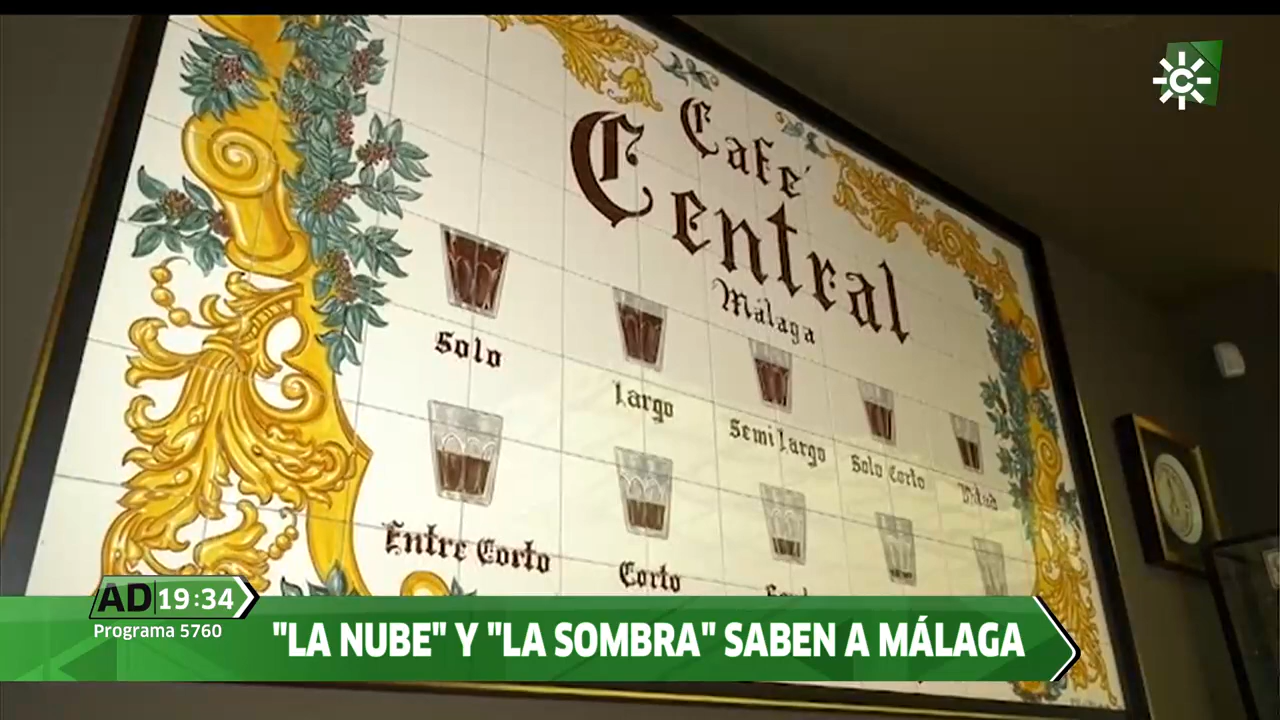 Café
Central
Málaga
Solo
Largo
Semi Largo
Solo Corto
Mitad
Entre Corto
Corto
AD 19:34
Programa 5760
"LA NUBE" Y "LA SOMBRA" SABEN A MÁLAGA
C